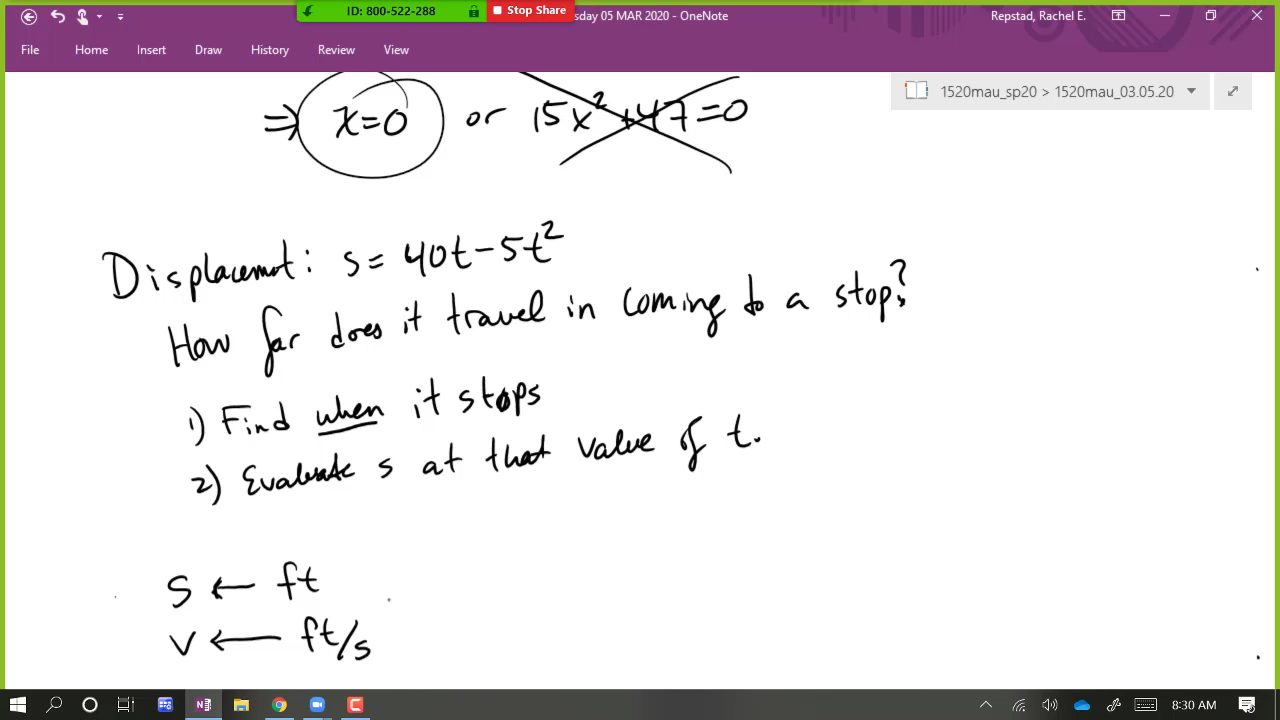 ID: 800-522-288
Stop Share
sday 05 MAR 2020 - OneNote
Repstad, Rachel E.
File Home Insert Draw History Review View
1520mau_sp20 > 1520mau_03.05.20
⇒ x=0 or 15x²+47=0
Displacemnt: s= 40t-5t²
How far does it travel in coming to a stop?
1) Find when it stops
2) Evaluate s at that value of t.
s ← ft
v ← ft/s
8:30 AM